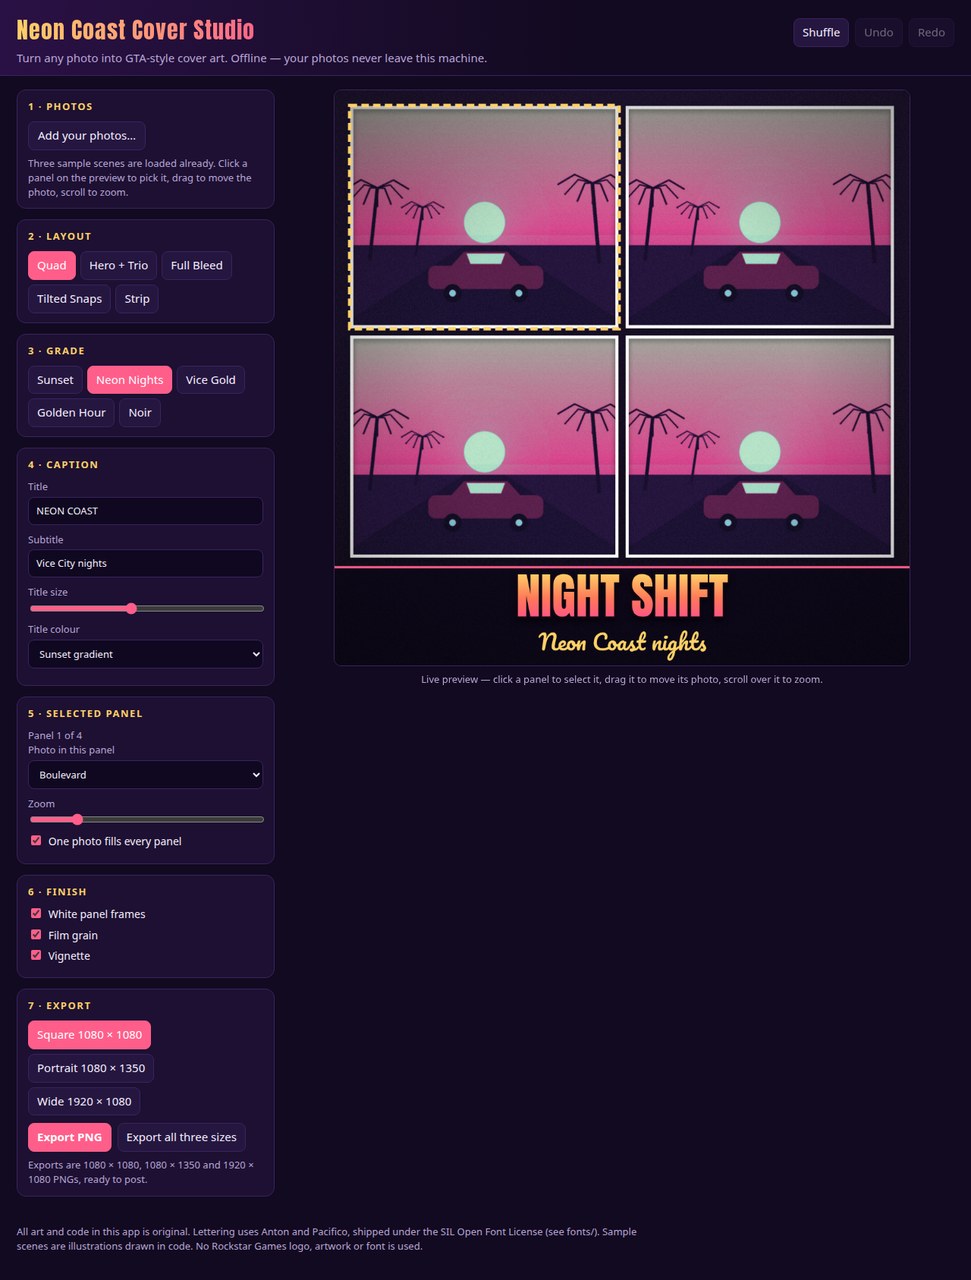 Neon Coast Cover Studio
Turn any photo into GTA-style cover art. Offline — your photos never leave this machine.
Shuffle
Undo
Redo
1 · PHOTOS
Add your photos...
Three sample scenes are loaded already. Click a
panel on the preview to pick it, drag to move the
photo, scroll to zoom.
2 · LAYOUT
Quad
Hero + Trio
Full Bleed
Tilted Snaps
Strip
3 · GRADE
Sunset
Neon Nights
Vice Gold
Golden Hour
Noir
4 · CAPTION
Title
NEON COAST
Subtitle
Vice City nights
Title size
Title colour
Sunset gradient
5 · SELECTED PANEL
Panel 1 of 4
Photo in this panel
Boulevard
Zoom
One photo fills every panel
6 · FINISH
White panel frames
Film grain
Vignette
7 · EXPORT
Square 1080 × 1080
Portrait 1080 × 1350
Wide 1920 × 1080
Export PNG
Export all three sizes
Exports are 1080 × 1080, 1080 × 1350 and 1920 ×
1080 PNGs, ready to post.
NIGHT SHIFT
Neon Coast nights
Live preview — click a panel to select it, drag it to move its photo, scroll over it to zoom.
All art and code in this app is original. Lettering uses Anton and Pacifico, shipped under the SIL Open Font License (see fonts/). Sample
scenes are illustrations drawn in code. No Rockstar Games logo, artwork or font is used.